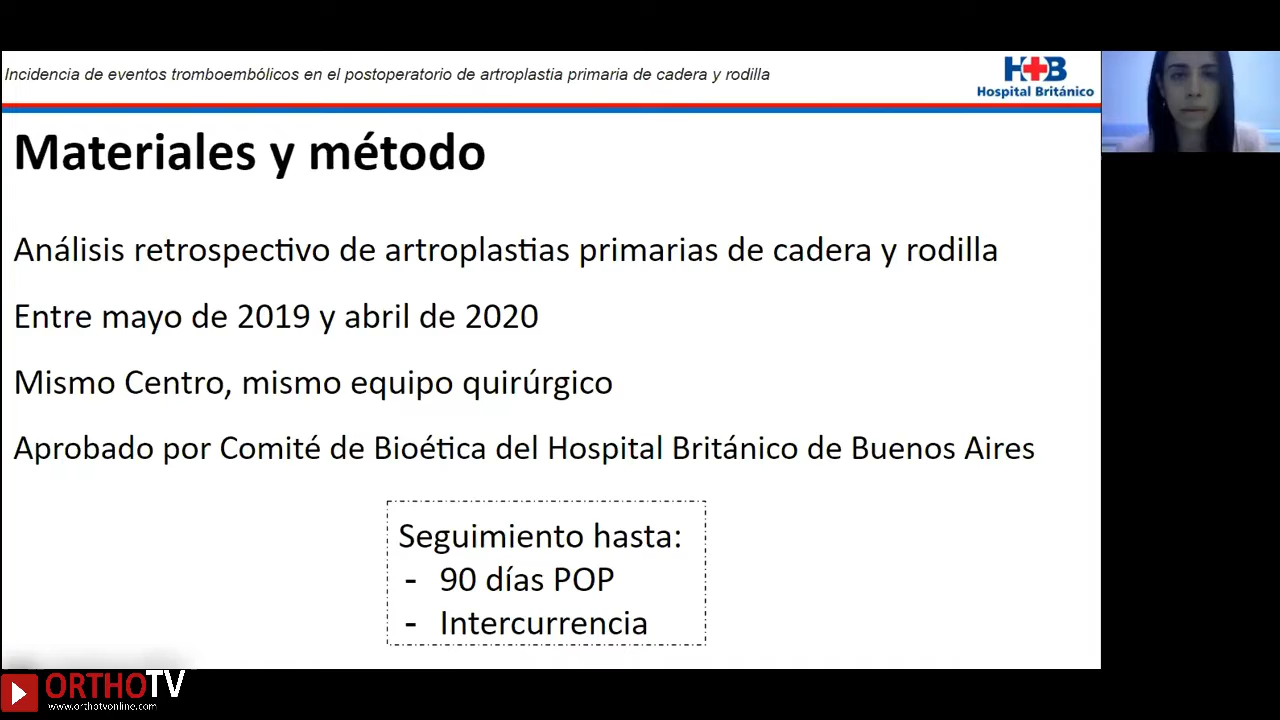 Incidencia de eventos tromboembólicos en el postoperatorio de artroplastia primaria de cadera y rodilla
H+B
Hospital Británico
Materiales y método
Análisis retrospectivo de artroplastias primarias de cadera y rodilla
Entre mayo de 2019 y abril de 2020
Mismo Centro, mismo equipo quirúrgico
Aprobado por Comité de Bioética del Hospital Británico de Buenos Aires
Seguimiento hasta:
- 90 días POP
- Intercurrencia
ORTHOTV
www.orthotvonline.com